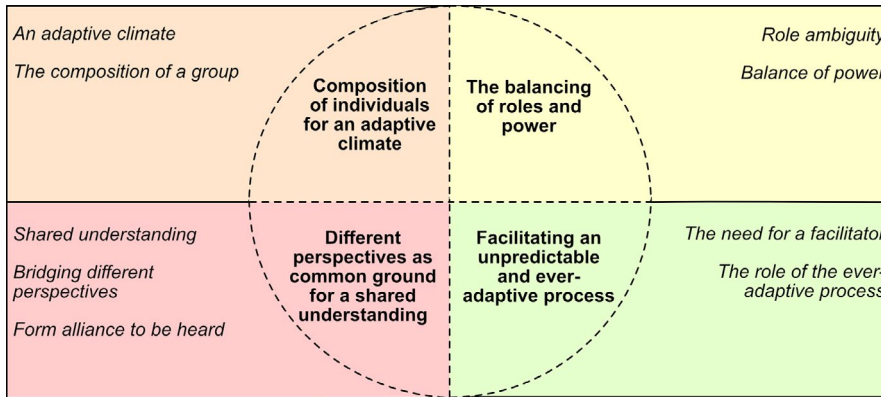 An adaptive climate
The composition of a group
Composition
of individuals
for an adaptive
climate
The balancing
of roles and
power
Role ambiguity
Balance of power
Shared understanding
Bridging different
perspectives
Form alliance to be heard
Different
perspectives as
common ground
for a shared
understanding
Facilitating an
unpredictable
and ever-
adaptive process
The need for a facilitator
The role of the ever-
adaptive process